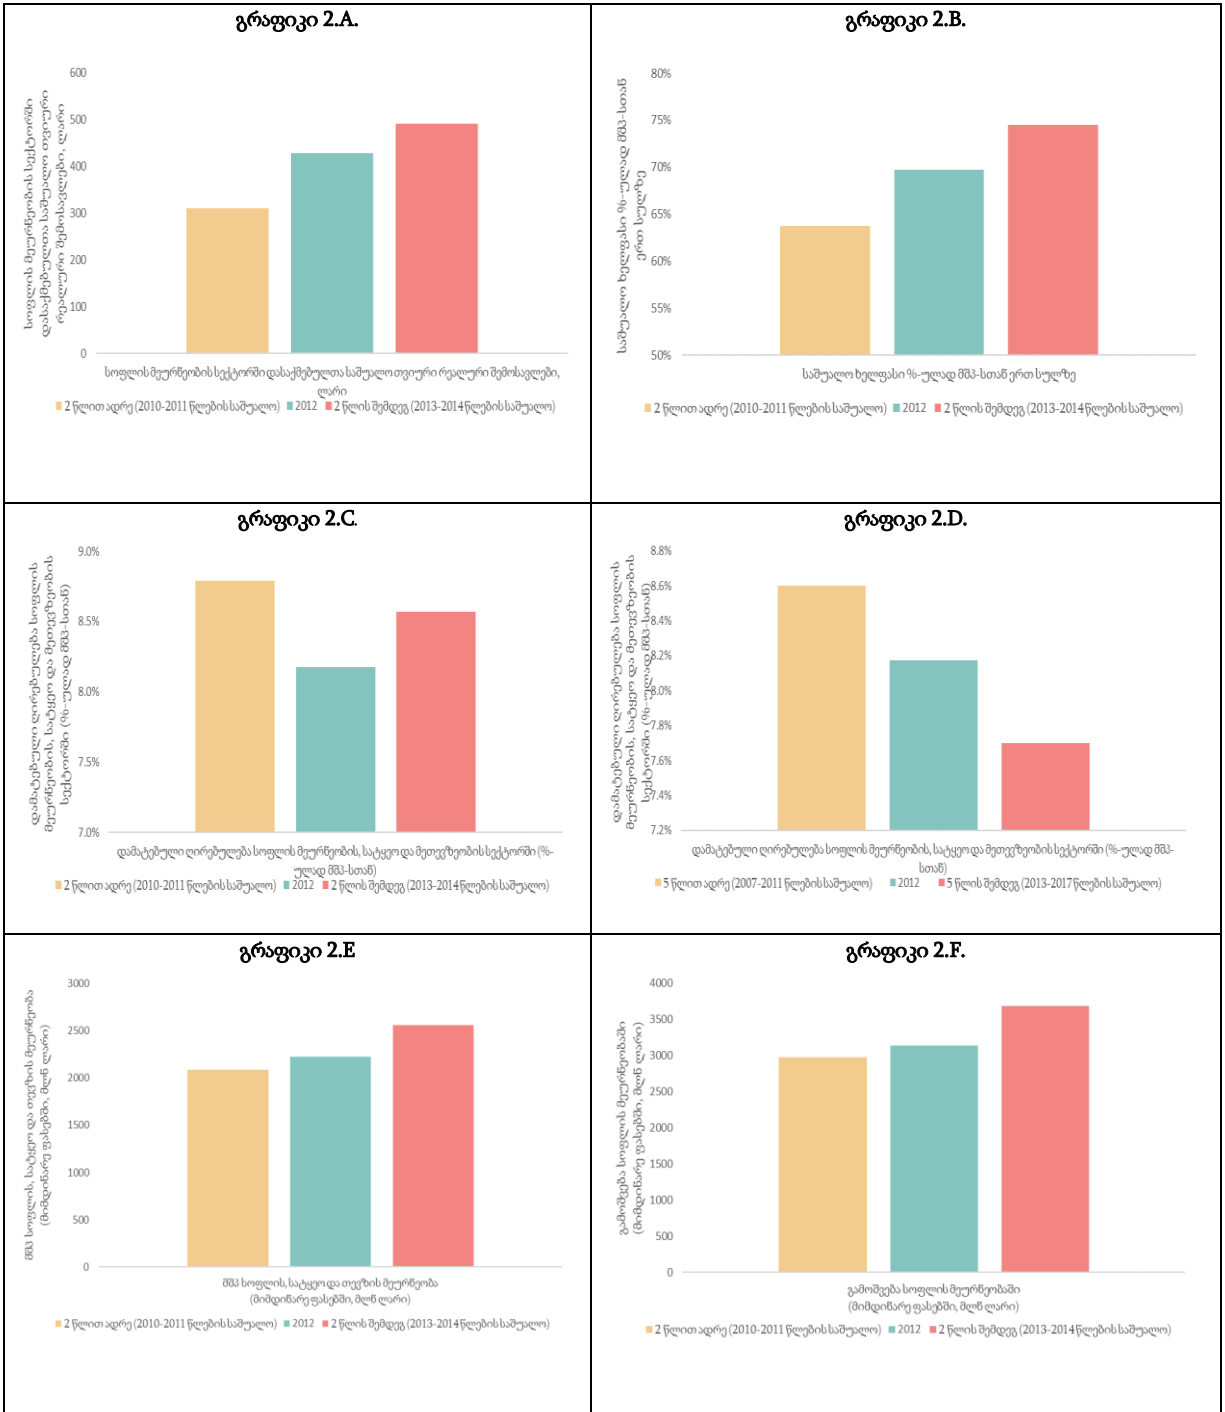 გრაფიკი 2.A.
სოფლის მეურნეობის სექტორში
დასაქმებულთა საშუალო თვიური
რეალური შემოსავლები, ლარი
600
500
400
300
200
100
0
სოფლის მეურნეობის სექტორში დასაქმებულთა საშუალო თვიური რეალური შემოსავლები,
ლარი
2 წლით ადრე (2010-2011 წლების საშუალო) 2012 2 წლის შემდეგ (2013-2014 წლების საშუალო)
გრაფიკი 2.B.
საშუალო ხელფასი %-ულად მშპ-სთან
ერთ სულზე
80%
75%
70%
65%
60%
55%
50%
საშუალო ხელფასი %-ულად მშპ-სთან ერთ სულზე
2 წლით ადრე (2010-2011 წლების საშუალო) 2012 2 წლის შემდეგ (2013-2014 წლების საშუალო)
გრაფიკი 2.C.
დამატებული ღირებულება სოფლის
მეურნეობის, სატყეო და მეთევზეობის
სექტორში (%-ულად მშპ-სთან)
9.0%
8.5%
8.0%
7.5%
7.0%
დამატებული ღირებულება სოფლის მეურნეობის, სატყეო და მეთევზეობის სექტორში (%-
ულად მშპ-სთან)
2 წლით ადრე (2010-2011 წლების საშუალო) 2012 2 წლის შემდეგ (2013-2014 წლების საშუალო)
გრაფიკი 2.D.
დამატებული ღირებულება სოფლის
მეურნეობის, სატყეო და მეთევზეობის
სექტორში (%-ულად მშპ-სთან)
8.8%
8.6%
8.4%
8.2%
8.0%
7.8%
7.6%
7.4%
7.2%
დამატებული ღირებულება სოფლის მეურნეობის, სატყეო და მეთევზეობის სექტორში (%-ულად მშპ-
სთან)
5 წლით ადრე (2007-2011 წლების საშუალო) 2012 5 წლის შემდეგ (2013-2017 წლების საშუალო)
გრაფიკი 2.E
მშპ სოფლის, სატყეო და თევზის მეურნეობა
(მიმდინარე ფასებში, მლნ ლარი)
3000
2500
2000
1500
1000
500
0
მშპ სოფლის, სატყეო და თევზის მეურნეობა
(მიმდინარე ფასებში, მლნ ლარი)
2 წლით ადრე (2010-2011 წლების საშუალო) 2012 2 წლის შემდეგ (2013-2014 წლების საშუალო)
გრაფიკი 2.F.
გამოშვება სოფლის მეურნეობაში
(მიმდინარე ფასებში, მლნ ლარი)
4000
3500
3000
2500
2000
1500
1000
500
0
გამოშვება სოფლის მეურნეობაში
(მიმდინარე ფასებში, მლნ ლარი)
2 წლით ადრე (2010-2011 წლების საშუალო) 2012 2 წლის შემდეგ (2013-2014 წლების საშუალო)